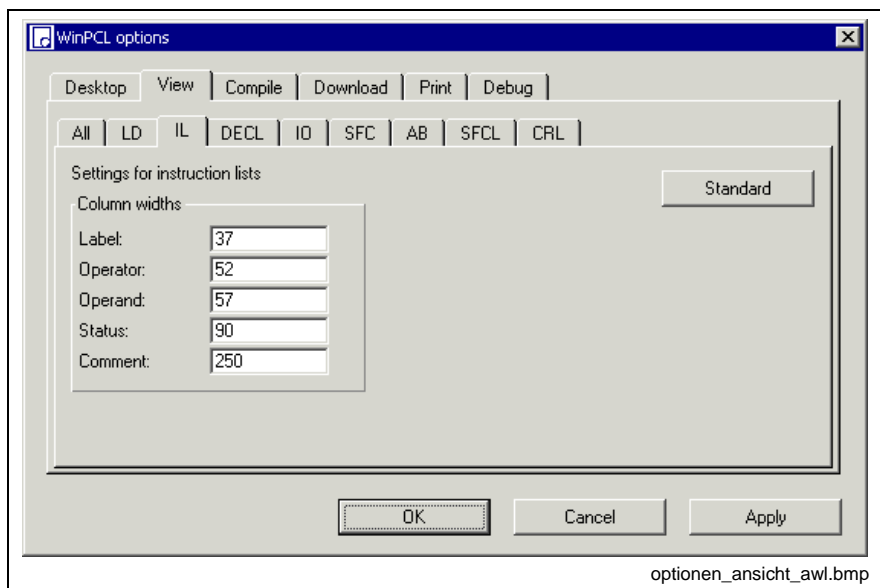 WinPCL options
Desktop View Compile Download Print Debug
All LD IL DECL IO SFC AB SFCL CRL
Settings for instruction lists
Standard
Column widths
Label: 37
Operator: 52
Operand: 57
Status: 90
Comment: 250
OK Cancel Apply
optionen_ansicht_awl.bmp